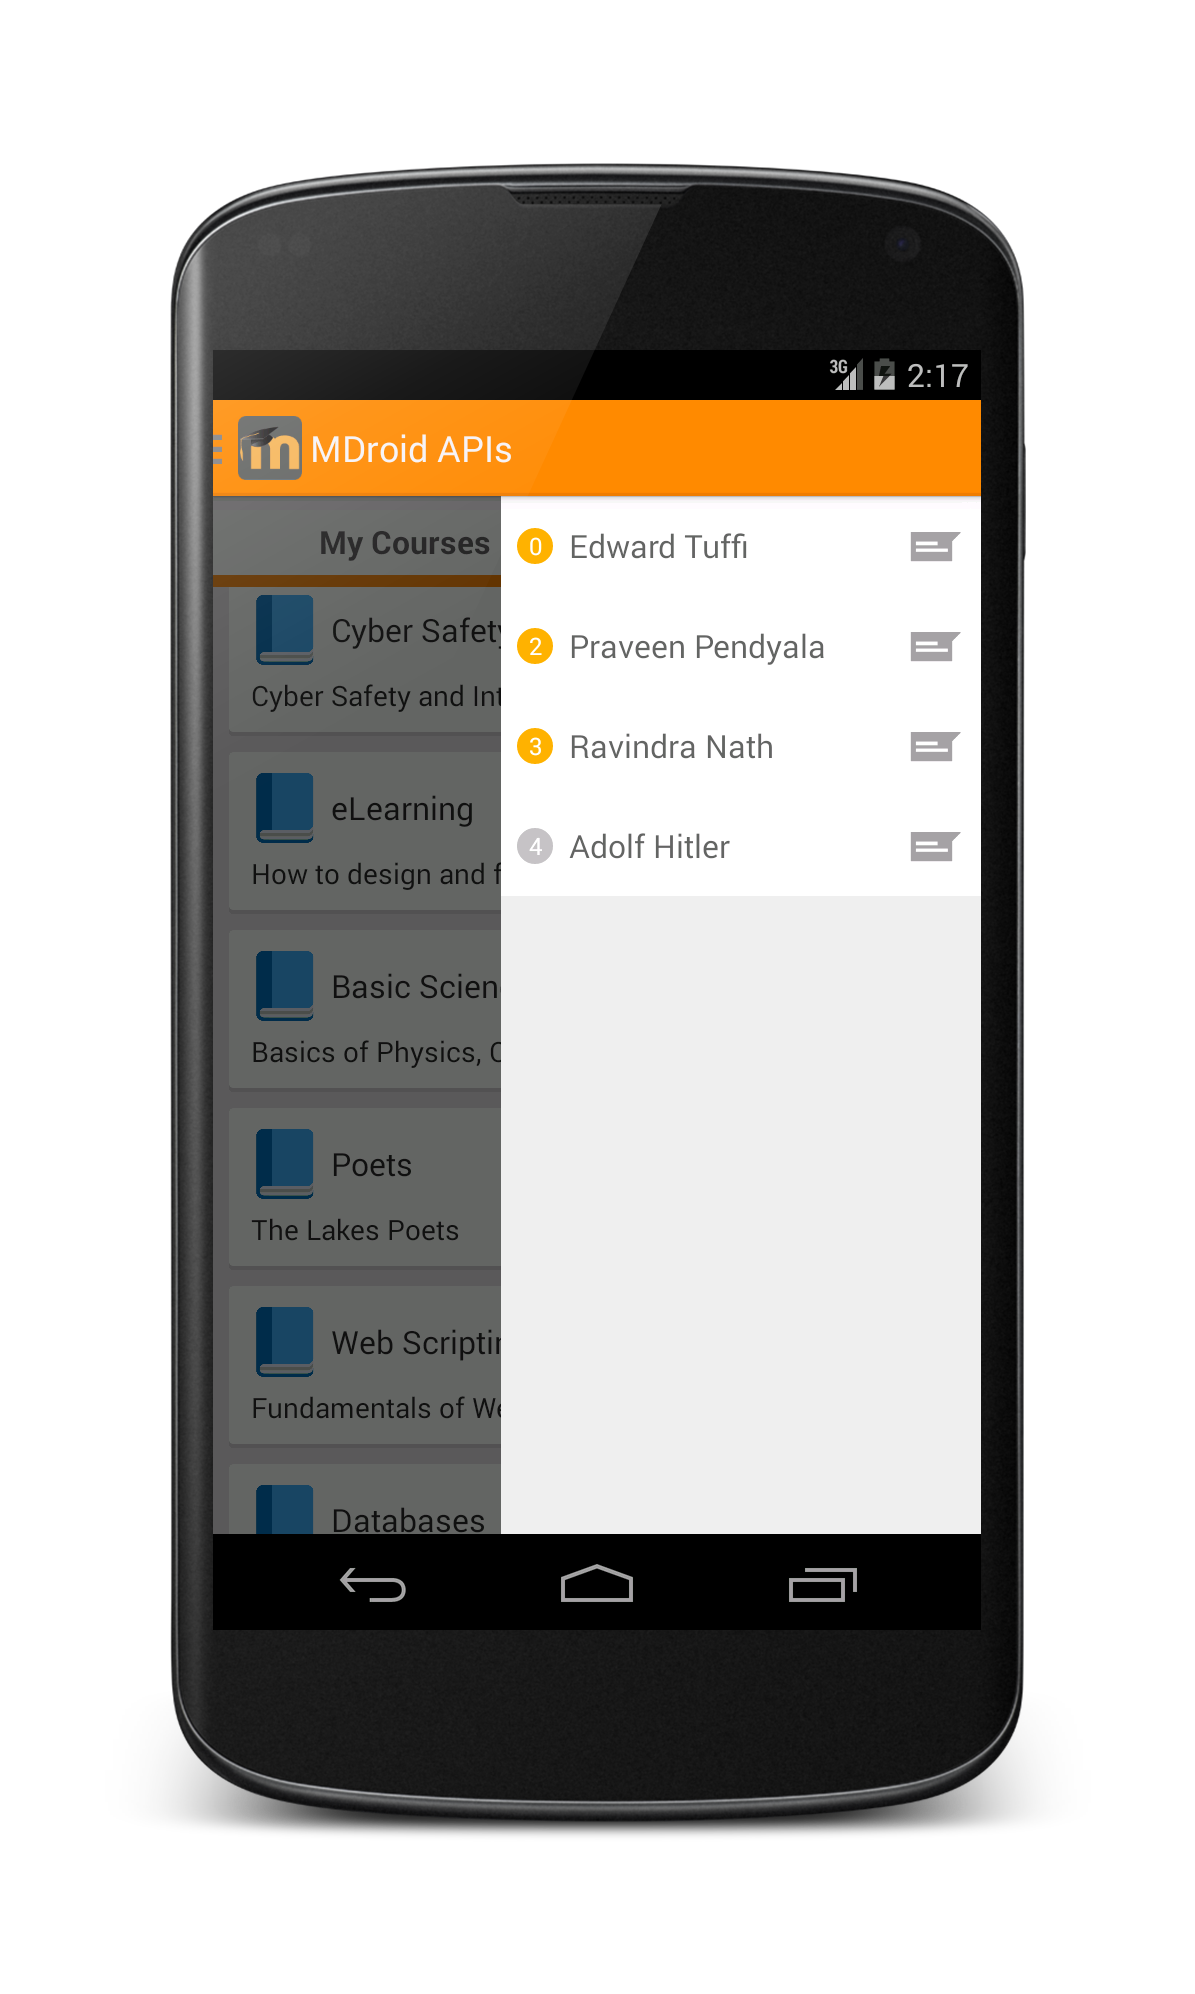 3G 2:17
m MDroid APIs
My Courses
Cyber Safety
Cyber Safety and Int
eLearning
How to design and f
Basic Scien
Basics of Physics, C
Poets
The Lakes Poets
Web Scriptin
Fundamentals of We
Databases
0 Edward Tuffi
2 Praveen Pendyala
3 Ravindra Nath
4 Adolf Hitler